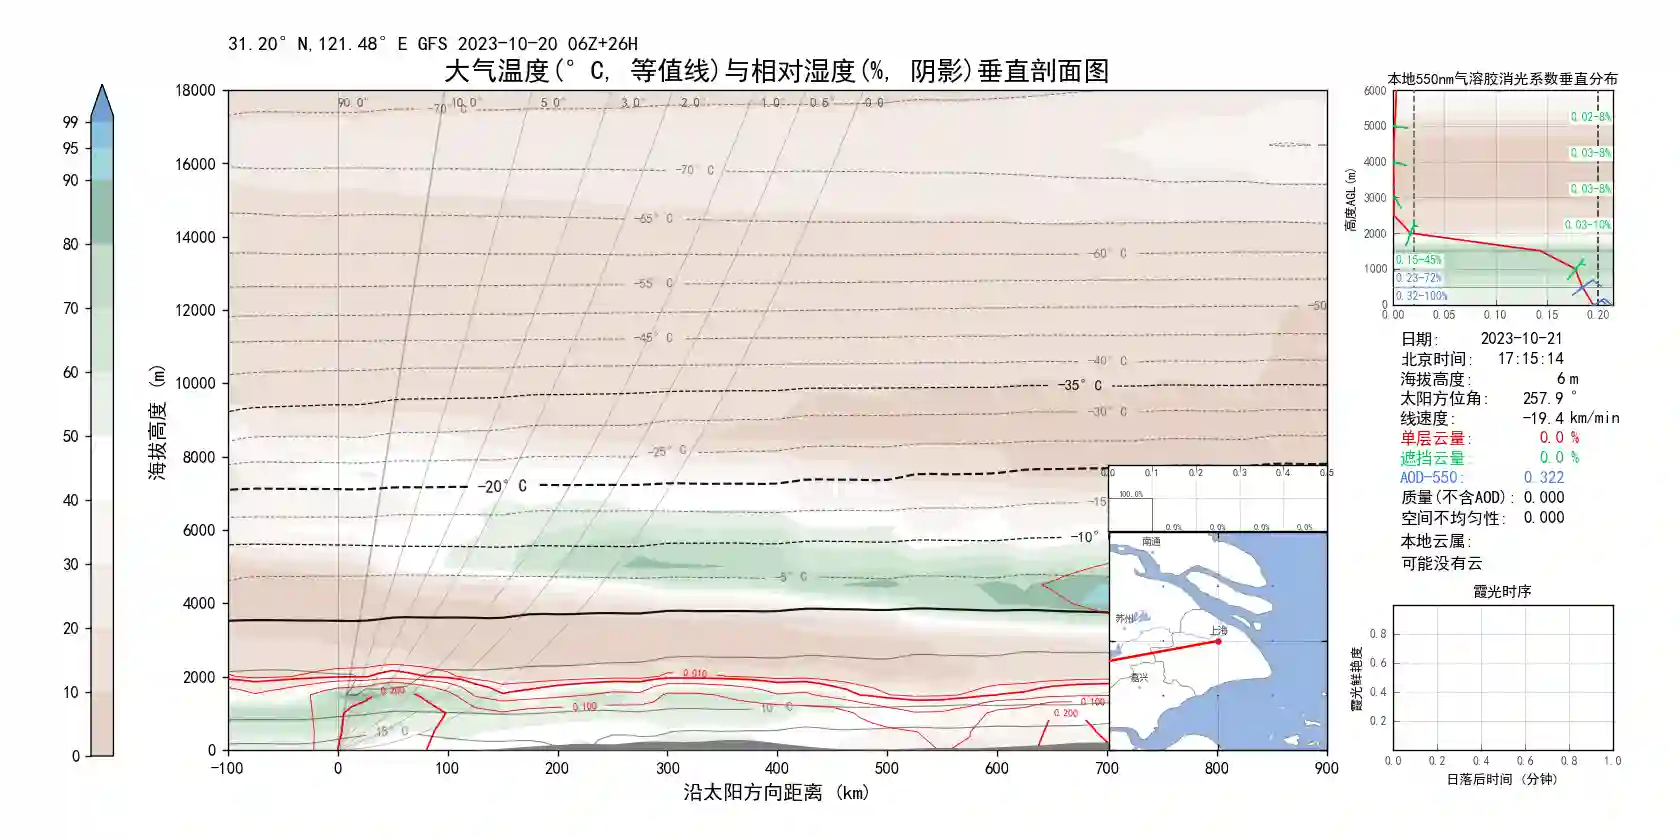 31.20° N,121.48° E GFS 2023-10-20 06Z+26H
大气温度(° C, 等值线)与相对湿度(%, 阴影)垂直剖面图
本地550nm气溶胶消光系数垂直分布
99
95
90
80
70
60
50
40
30
20
10
0
海拔高度 (m)
18000
16000
14000
12000
10000
8000
6000
4000
2000
0
90.0°
-70° C
10.0°
5.0°
3.0°
2.0°
1.0°
0.5°
-0.0
-70° C
-65° C
-60° C
-55° C
-50
-45° C
-40° C
-35° C
-30° C
-25° C
-20° C
-15
-10°
-5° C
0.010
0.200
0.100
10° C
0.100
0.200
15° C
-100
0
100
200
300
400
500
600
700
800
900
沿太阳方向距离 (km)
0.0
0.1
0.2
0.3
0.4
0.5
100.0%
0.0%
0.0%
0.0%
0.0%
南通
苏州
上海
嘉兴
高度AGL(m)
6000
5000
4000
3000
2000
1000
0
0.02-8%
0.03-8%
0.03-8%
0.03-10%
0.15-45%
0.23-72%
0.32-100%
0.00
0.05
0.10
0.15
0.20
日期: 2023-10-21
北京时间: 17:15:14
海拔高度: 6 m
太阳方位角: 257.9 °
线速度: -19.4 km/min
单层云量: 0.0 %
遮挡云量: 0.0 %
AOD-550: 0.322
质量(不含AOD): 0.000
空间不均匀性: 0.000
本地云属:
可能没有云
霞光时序
霞光鲜艳度
0.8
0.6
0.4
0.2
0.0
0.2
0.4
0.6
0.8
1.0
日落后时间 (分钟)